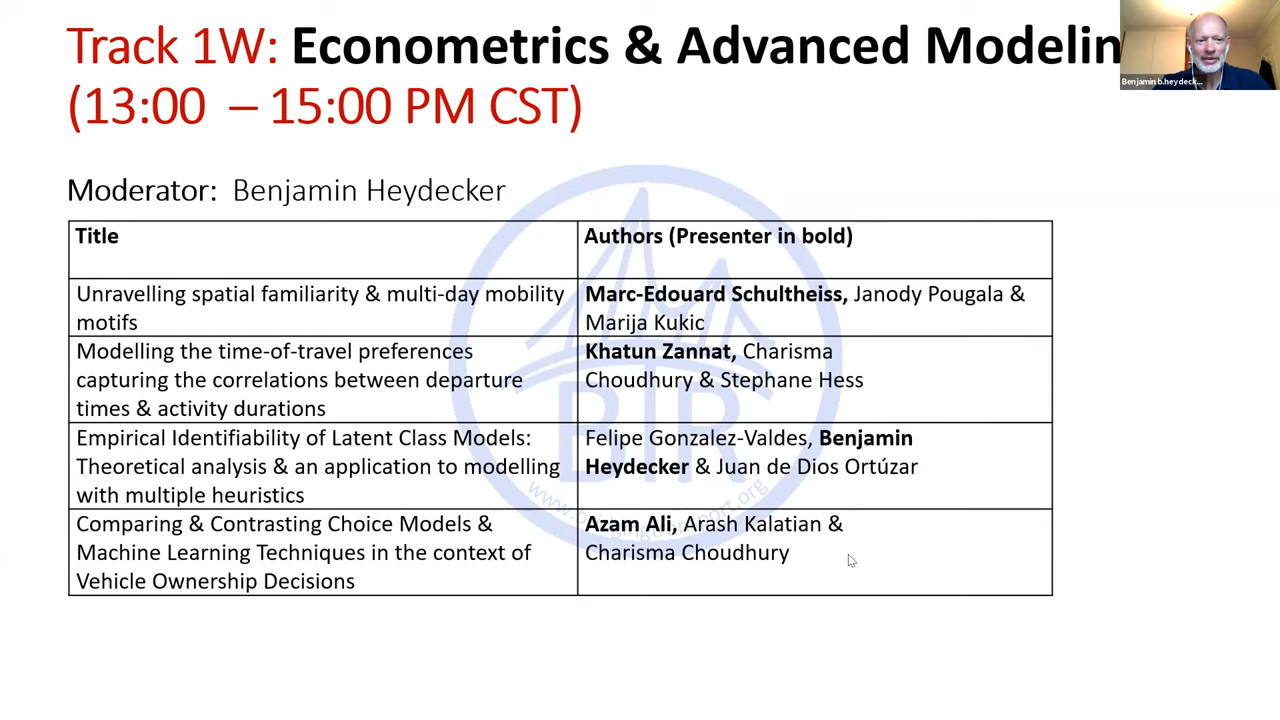 Track 1W: Econometrics & Advanced Modelin
(13:00 – 15:00 PM CST)
Benjamin b.heydeck...
Moderator: Benjamin Heydecker
Title
Authors (Presenter in bold)
Unravelling spatial familiarity & multi-day mobility
motifs
Marc-Edouard Schultheiss, Janody Pougala &
Marija Kukic
Modelling the time-of-travel preferences
capturing the correlations between departure
times & activity durations
Khatun Zannat, Charisma
Choudhury & Stephane Hess
Empirical Identifiability of Latent Class Models:
Theoretical analysis & an application to modelling
with multiple heuristics
Felipe Gonzalez-Valdes, Benjamin
Heydecker & Juan de Dios Ortúzar
Comparing & Contrasting Choice Models &
Machine Learning Techniques in the context of
Vehicle Ownership Decisions
Azam Ali, Arash Kalatian &
Charisma Choudhury
BTR